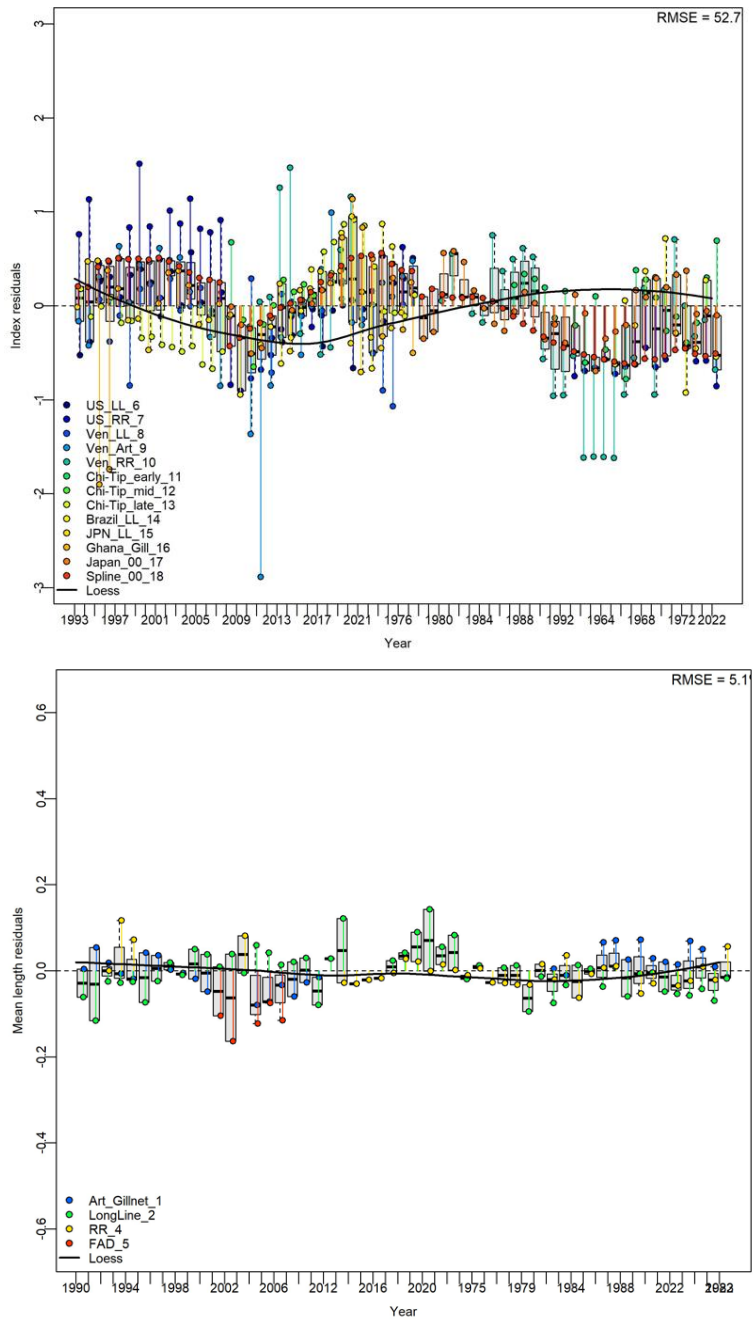 RMSE = 52.7
3
2
1
0
-1
-2
-3
Index residuals
US_LL_6
US_RR_7
Ven_LL_8
Ven_Art_9
Ven_RR_10
Chi-Tip_early_11
Chi-Tip_mid_12
Chi-Tip_late_13
Brazil_LL_14
JPN_LL_15
Ghana_Gill_16
Japan_00_17
Spline_00_18
Loess
1993 1997 2001 2005 2009 2013 2017 2021 1976 1980 1984 1988 1992 1964 1968 1972 2022
Year
RMSE = 5.1
0.6
0.4
0.2
0.0
-0.2
-0.4
-0.6
Mean length residuals
Art_Gillnet_1
LongLine_2
RR_4
FAD_5
Loess
1990 1994 1998 2002 2006 2012 2016 2020 1975 1979 1984 1988 2022
Year